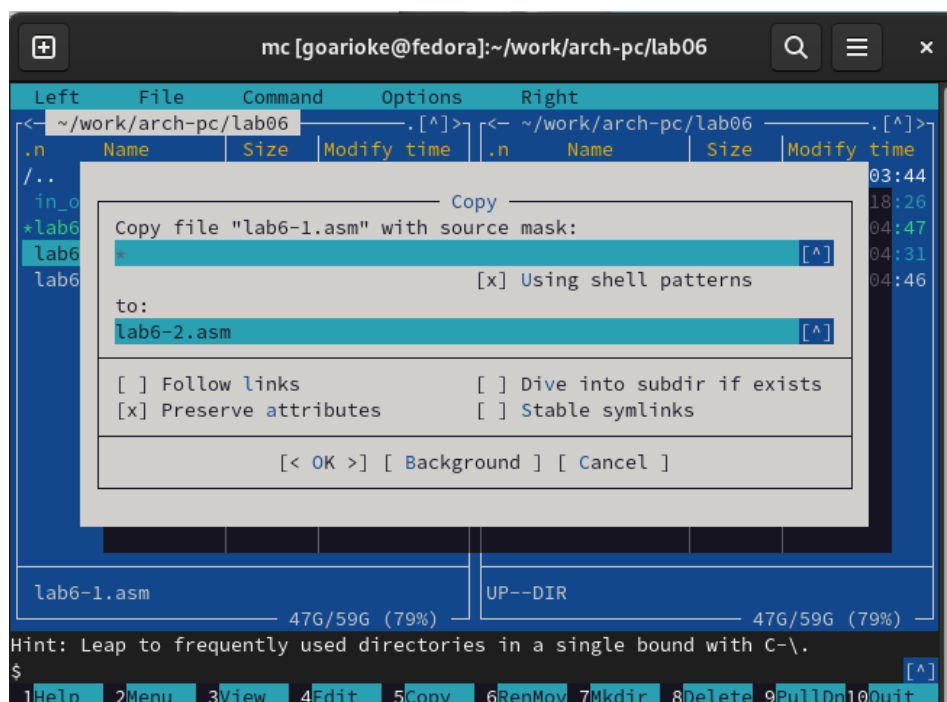 mc [goarioke@fedora]:~/work/arch-pc/lab06 ×
Left File Command Options Right
<— ~/work/arch-pc/lab06 .[^]> <— ~/work/arch-pc/lab06 .[^]>
.n Name Size Modify time .n Name Size Modify time
/.. 03:44
in_o Copy 18:26
*lab6 Copy file "lab6-1.asm" with source mask: 04:47
lab6 * [^] 04:31
lab6 [x] Using shell patterns 04:46
to:
lab6-2.asm [^]
[ ] Follow links [ ] Dive into subdir if exists
[x] Preserve attributes [ ] Stable symlinks
[< OK >] [ Background ] [ Cancel ]
lab6-1.asm UP--DIR
47G/59G (79%) 47G/59G (79%)
Hint: Leap to frequently used directories in a single bound with C-\.
$ [^]
1Help 2Menu 3View 4Edit 5Copy 6RenMov 7Mkdir 8Delete 9PullDn 10Quit